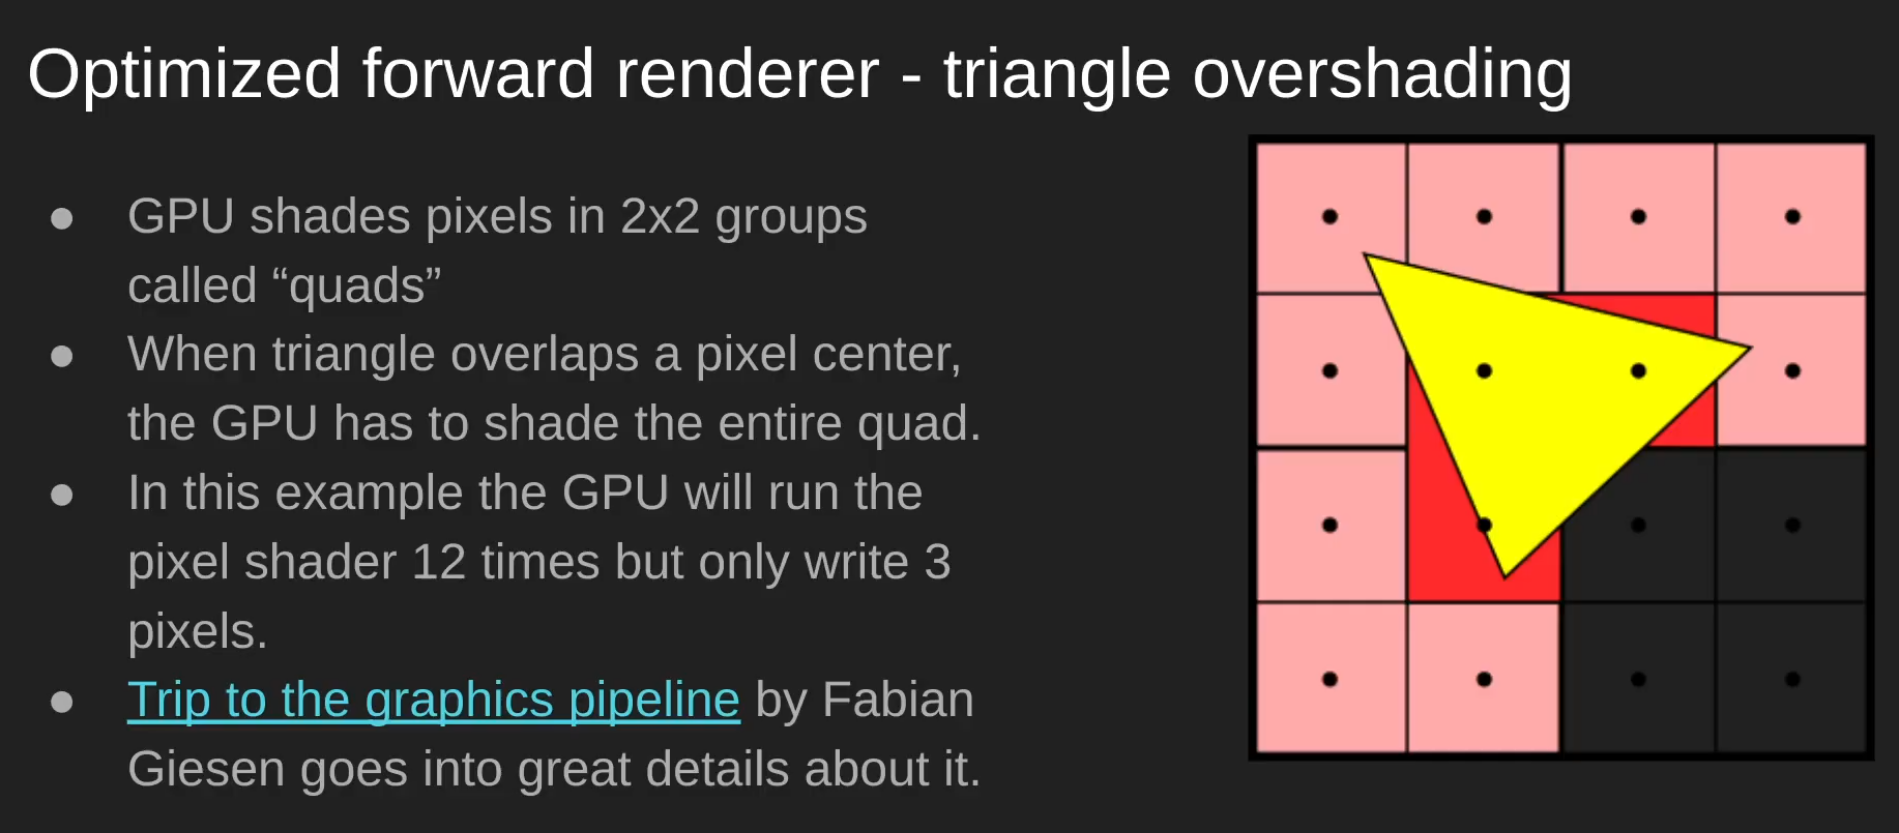 Optimized forward renderer - triangle overshading
● GPU shades pixels in 2x2 groups
called “quads”
● When triangle overlaps a pixel center,
the GPU has to shade the entire quad.
● In this example the GPU will run the
pixel shader 12 times but only write 3
pixels.
● Trip to the graphics pipeline by Fabian
Giesen goes into great details about it.